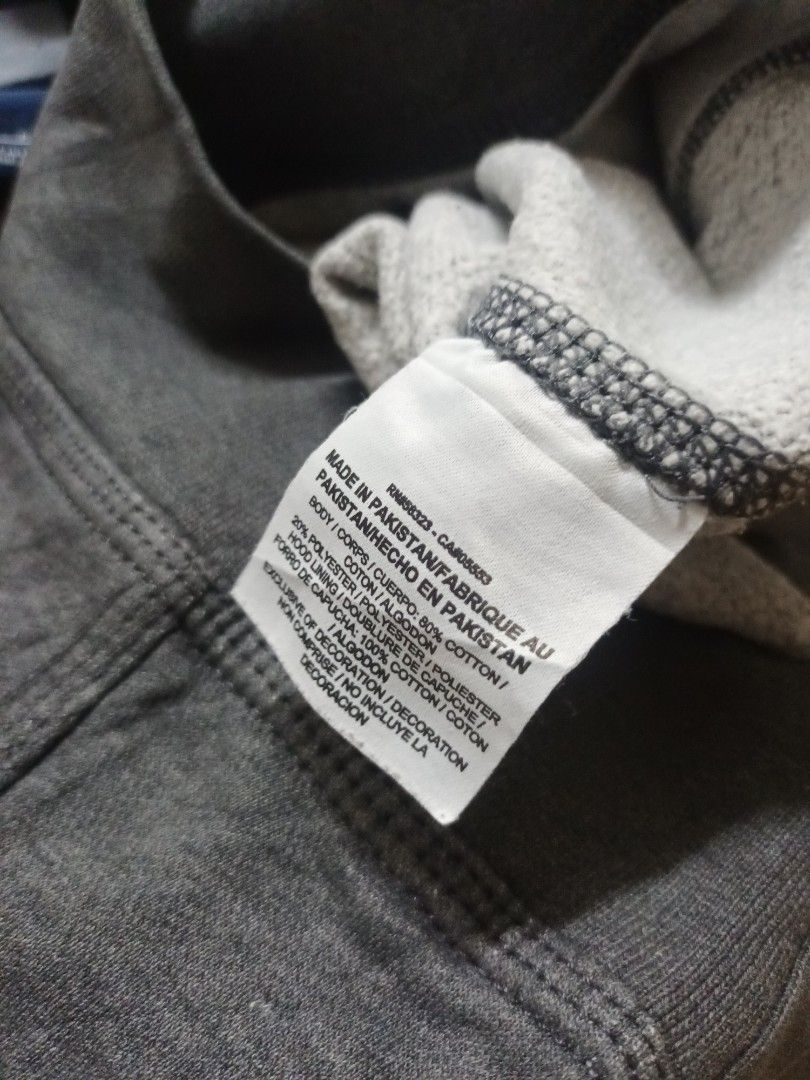 RN#88323 - CA#05553
MADE IN PAKISTAN/FABRIQUE AU
PAKISTAN/HECHO EN PAKISTAN
BODY / CORPS / CUERPO: 80% COTTON /
COTON / ALGODON
20% POLYESTER / POLYESTER / POLIESTER
HOOD LINING / DOUBLURE DE CAPUCHE /
FORRO DE CAPUCHA: 100% COTTON / COTON
/ ALGODON
EXCLUSIVE OF DECORATION / DECORATION
NON COMPRISE / NO INCLUYE LA
DECORACION